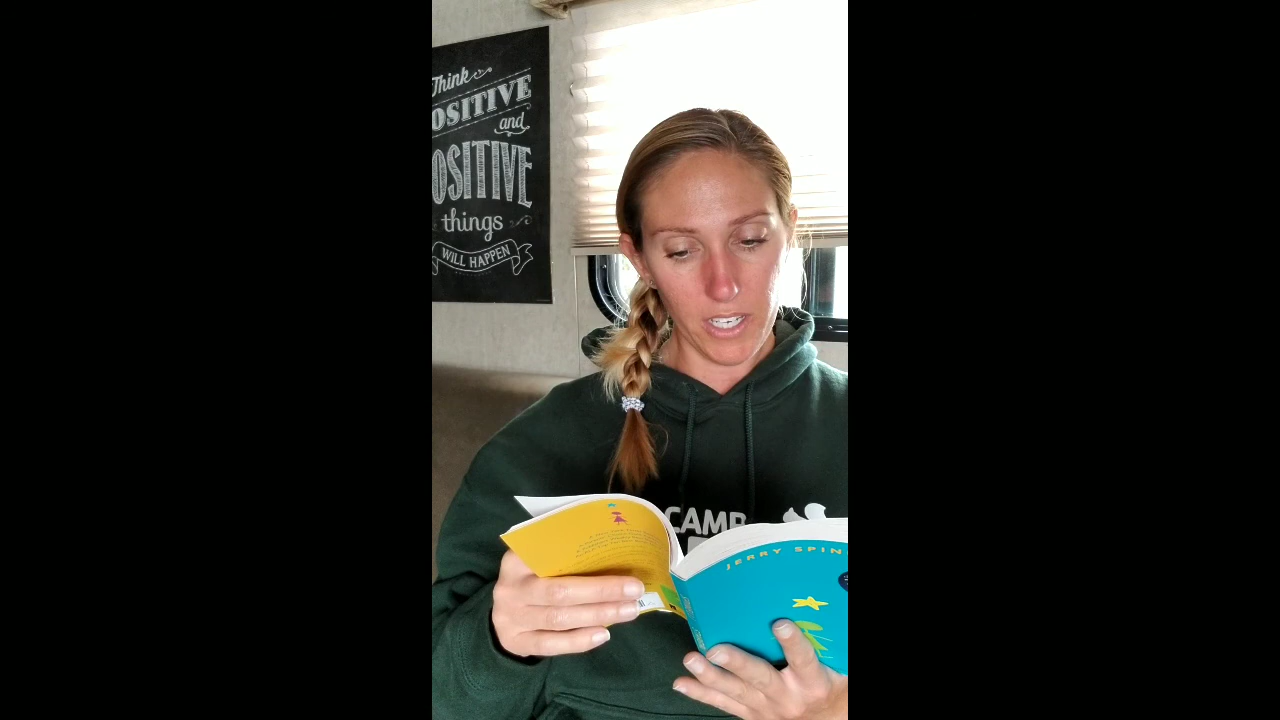 Think
OSITIVE
and
OSITIVE
things
WILL HAPPEN
CAMP
JERRY SPIN